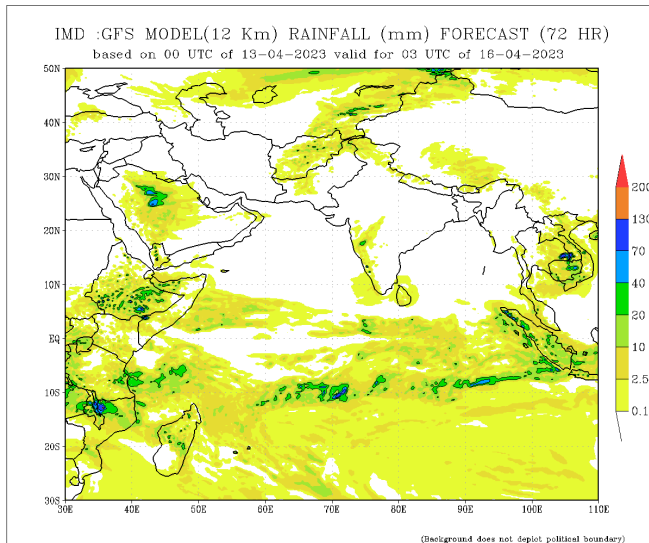 IMD :GFS MODEL(12 Km) RAINFALL (mm) FORECAST (72 HR)
based on 00 UTC of 13-04-2023 valid for 03 UTC of 16-04-2023
50N
40N
30N
20N
10N
EQ
10S
20S
30S
30E 40E 50E 60E 70E 80E 90E 100E 110E
200
130
70
40
20
10
2.5
0.1
(Background does not depict political boundary)